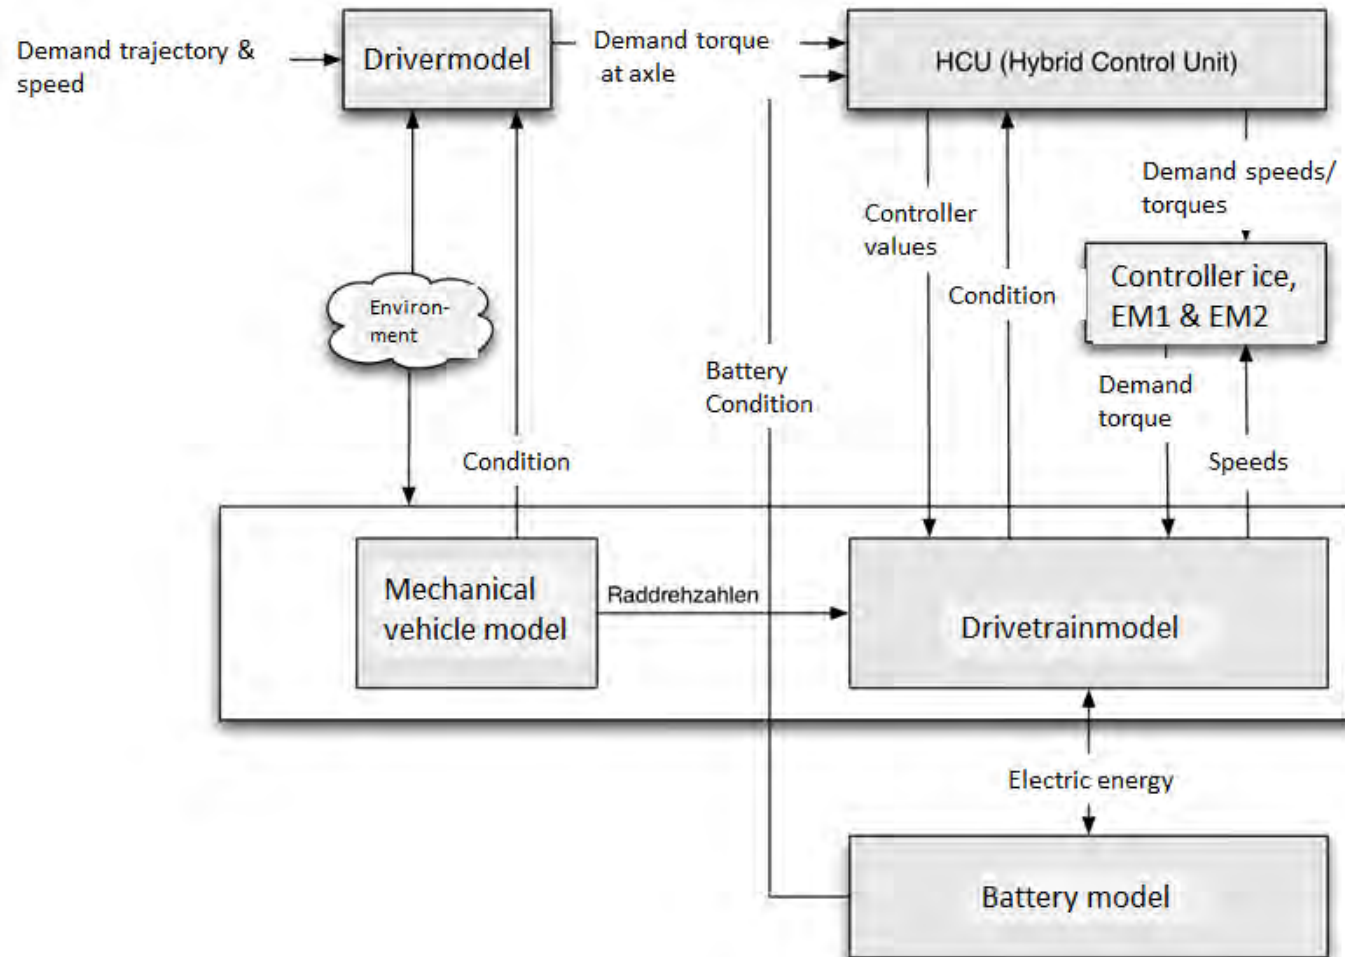 Demand trajectory &
speed
Drivermodel
Demand torque
at axle
HCU (Hybrid Control Unit)
Demand speeds/
torques
Controller
values
Condition
Controller ice,
EM1 & EM2
Environ-
ment
Battery
Condition
Demand
torque
Speeds
Condition
Mechanical
vehicle model
Raddrehzahlen
Drivetrainmodel
Electric energy
Battery model